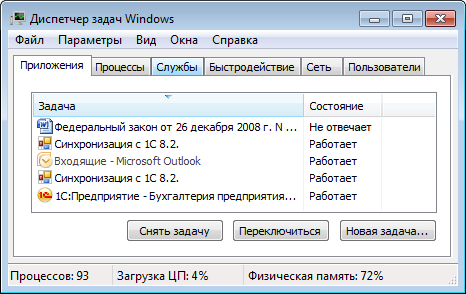 Диспетчер задач Windows
Файл Параметры Вид Окна Справка
Приложения Процессы Службы Быстродействие Сеть Пользователи
Задача Состояние
Федеральный закон от 26 декабря 2008 г. N ... Не отвечает
Синхронизация с 1С 8.2. Работает
Входящие - Microsoft Outlook Работает
Синхронизация с 1С 8.2. Работает
1С:Предприятие - Бухгалтерия предприятия... Работает
Снять задачу Переключиться Новая задача...
Процессов: 93 Загрузка ЦП: 4% Физическая память: 72%